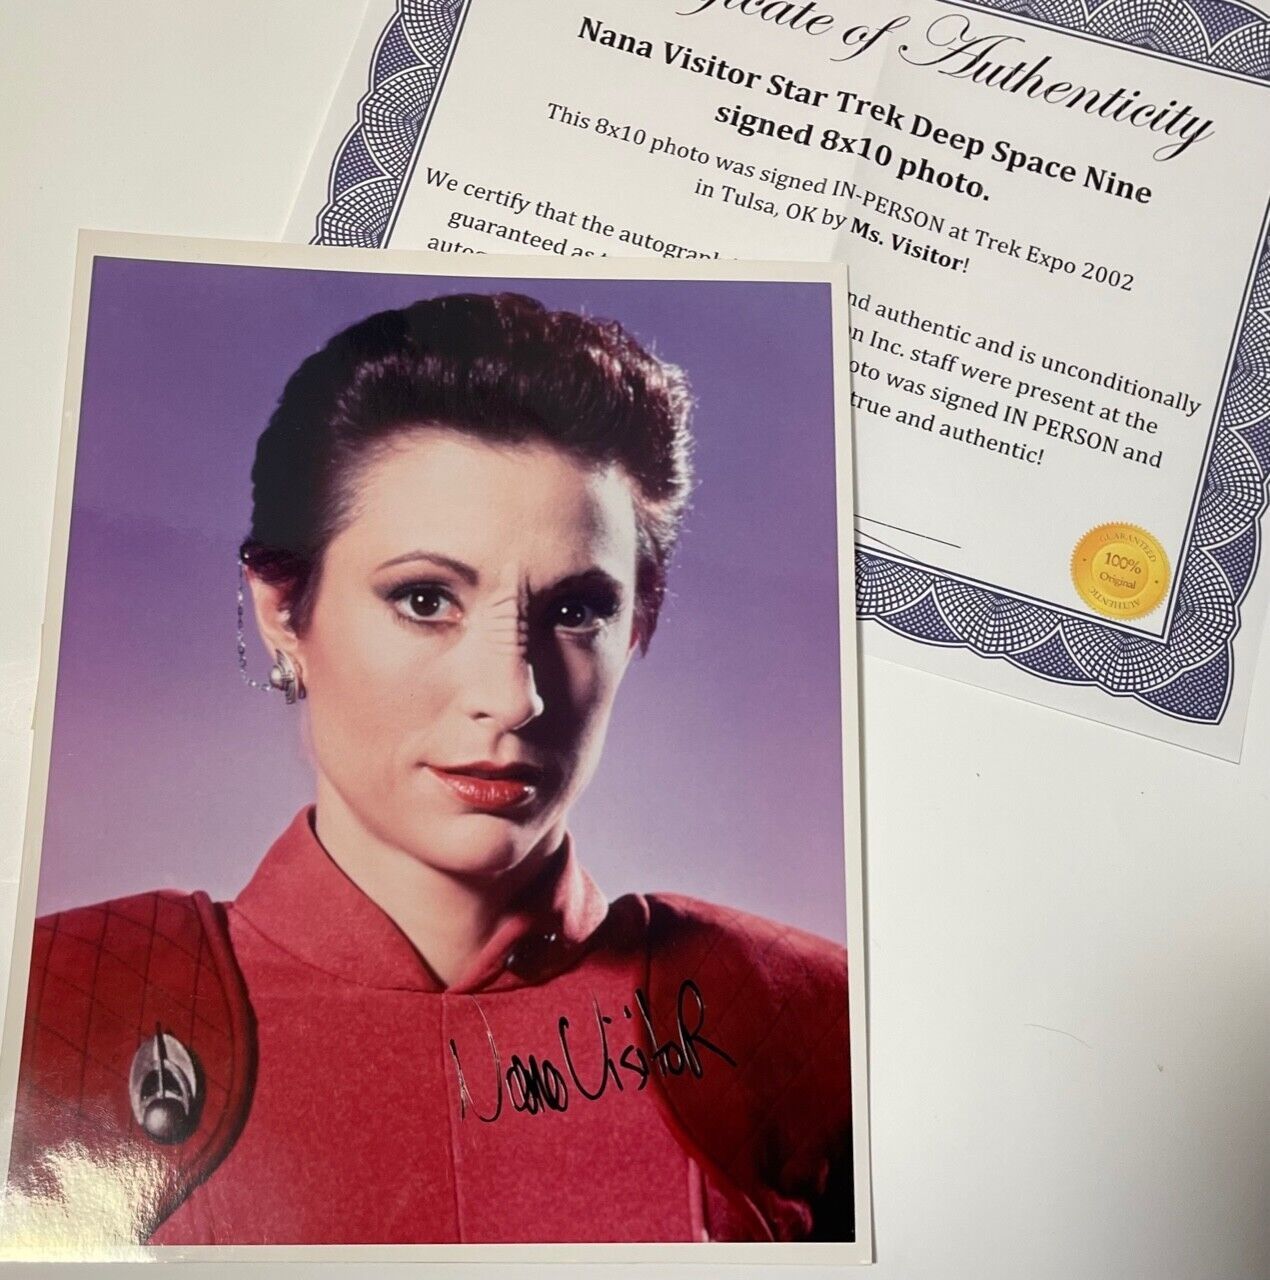 of Authenticity
Nana Visitor Star Trek Deep Space Nine
signed 8x10 photo.
This 8x10 photo was signed IN-PERSON at Trek Expo 2002
in Tulsa, OK by Ms. Visitor!
We certify that the
nd authentic and is unconditionally
guaranteed as
n Inc. staff were present at the
oto was signed IN PERSON and
true and authentic!
GUARANTEED
100%
Original
AUTHENTIC
Nana Visitor